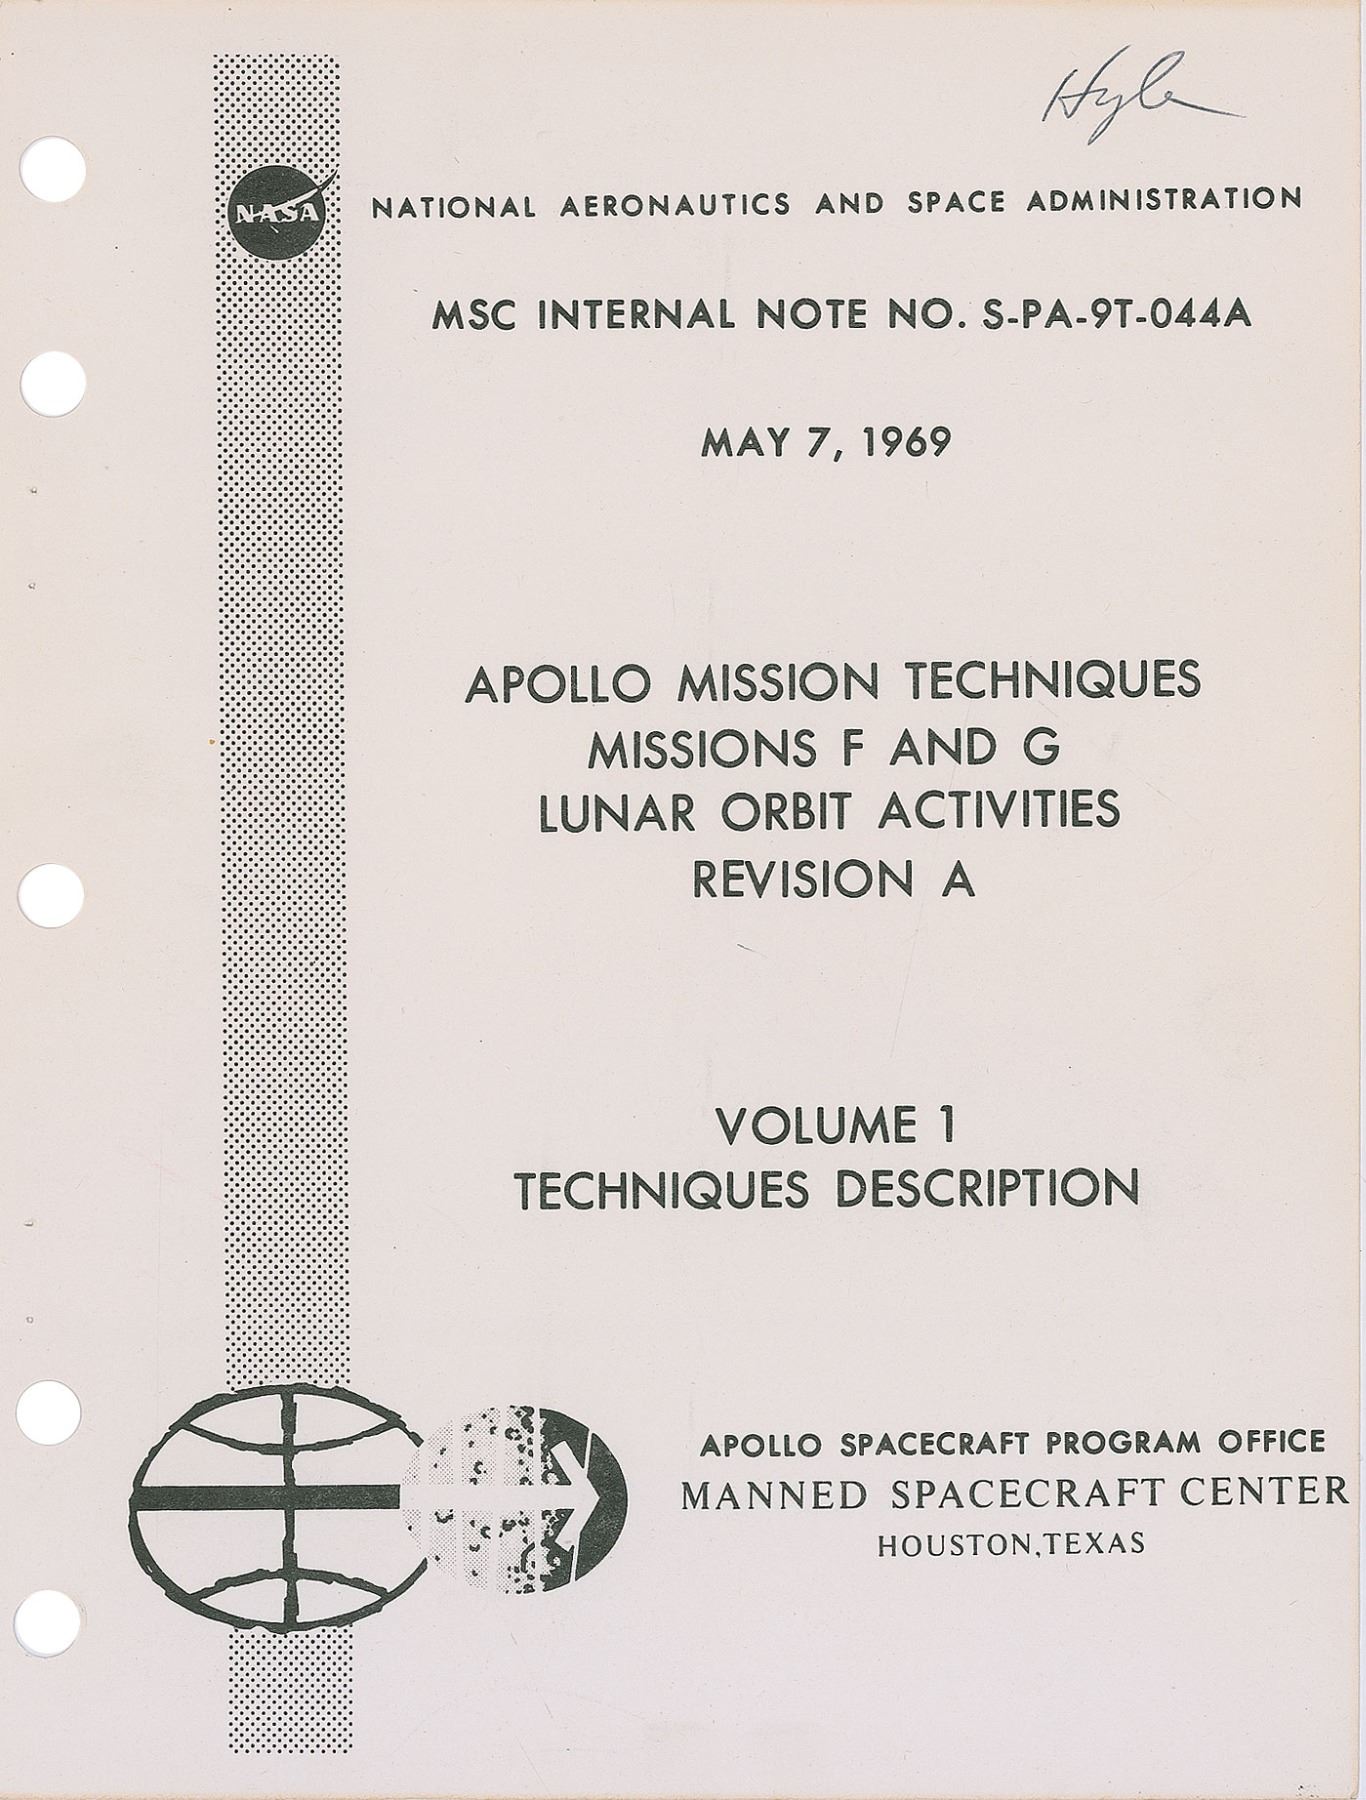 Hyle
NASA
NATIONAL AERONAUTICS AND SPACE ADMINISTRATION
MSC INTERNAL NOTE NO. S-PA-9T-044A
MAY 7, 1969
APOLLO MISSION TECHNIQUES
MISSIONS F AND G
LUNAR ORBIT ACTIVITIES
REVISION A
VOLUME 1
TECHNIQUES DESCRIPTION
APOLLO SPACECRAFT PROGRAM OFFICE
MANNED SPACECRAFT CENTER
HOUSTON, TEXAS